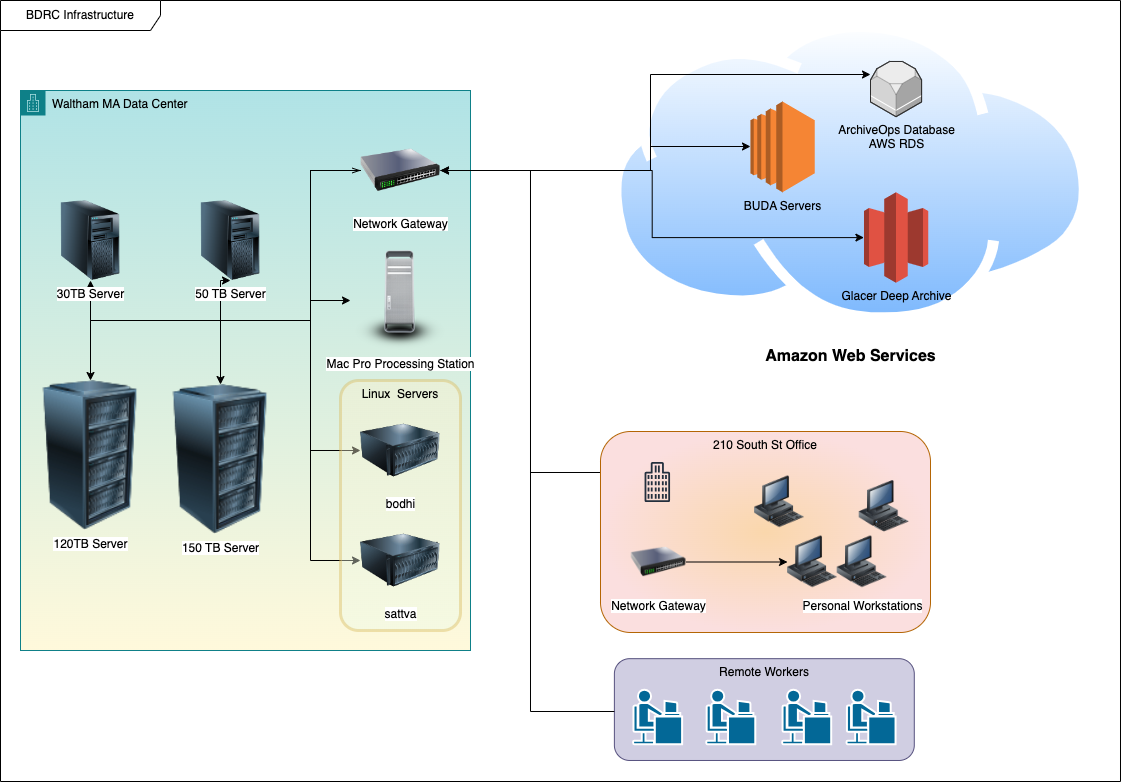 BDRC Infrastructure
Waltham MA Data Center
Network Gateway
30TB Server
50 TB Server
Mac Pro Processing Station
Linux  Servers
bodhi
sattva
120TB Server
150 TB Server
ArchiveOps Database
AWS RDS
BUDA Servers
Glacer Deep Archive
Amazon Web Services
210 South St Office
Network Gateway
Personal Workstations
Remote Workers